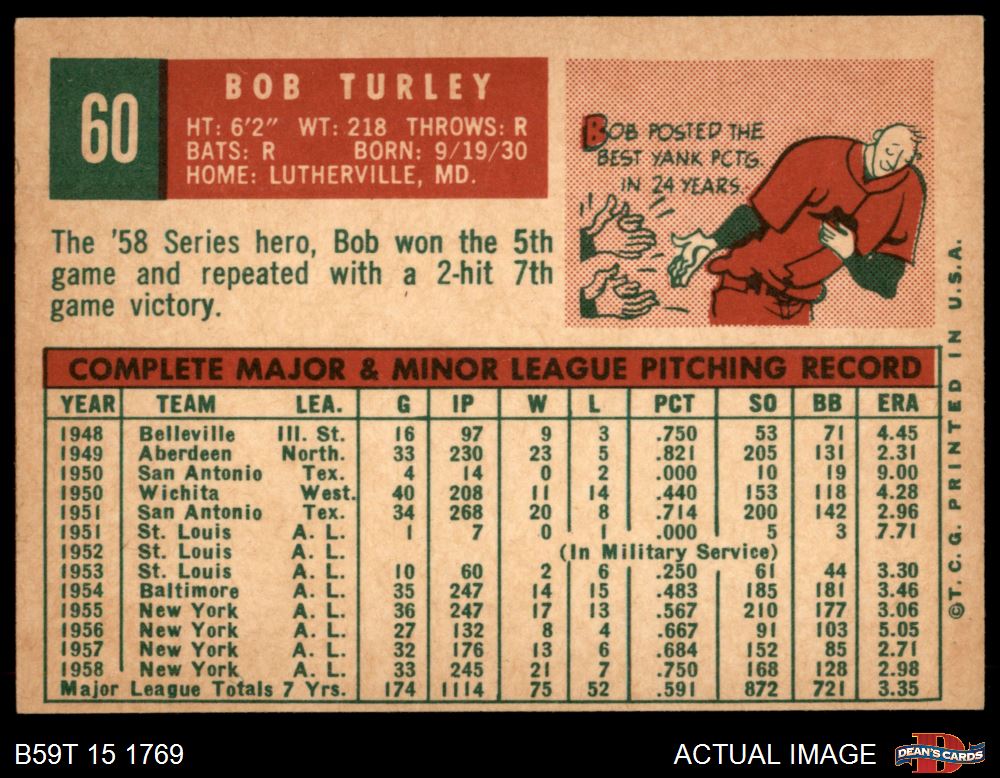 60
BOB TURLEY
HT: 6'2" WT: 218 THROWS: R
BATS: R BORN: 9/19/30
HOME: LUTHERVILLE, MD.
BOB POSTED THE
BEST YANK PCTG.
IN 24 YEARS
The '58 Series hero, Bob won the 5th
game and repeated with a 2-hit 7th
game victory.
COMPLETE MAJOR & MINOR LEAGUE PITCHING RECORD
YEAR TEAM LEA. G IP W L PCT SO BB ERA
1948 Belleville Ill. St. 16 97 9 3 .750 53 71 4.45
1949 Aberdeen North. 33 230 23 5 .821 205 131 2.31
1950 San Antonio Tex. 4 14 0 2 .000 10 19 9.00
1950 Wichita West. 40 208 11 14 .440 153 118 4.28
1951 San Antonio Tex. 34 268 20 8 .714 200 142 2.96
1951 St. Louis A. L. 1 7 0 1 .000 5 3 7.71
1952 St. Louis A. L. (In Military Service)
1953 St. Louis A. L. 10 60 2 6 .250 61 44 3.30
1954 Baltimore A. L. 35 247 14 15 .483 185 181 3.46
1955 New York A. L. 36 247 17 13 .567 210 177 3.06
1956 New York A. L. 27 132 8 4 .667 91 103 5.05
1957 New York A. L. 32 176 13 6 .684 152 85 2.71
1958 New York A. L. 33 245 21 7 .750 168 128 2.98
Major League Totals 7 Yrs. 174 1114 75 52 .591 872 721 3.35
©T. C. G. PRINTED IN U.S.A.
B59T 15 1769
ACTUAL IMAGE
D
DEAN'S CARDS